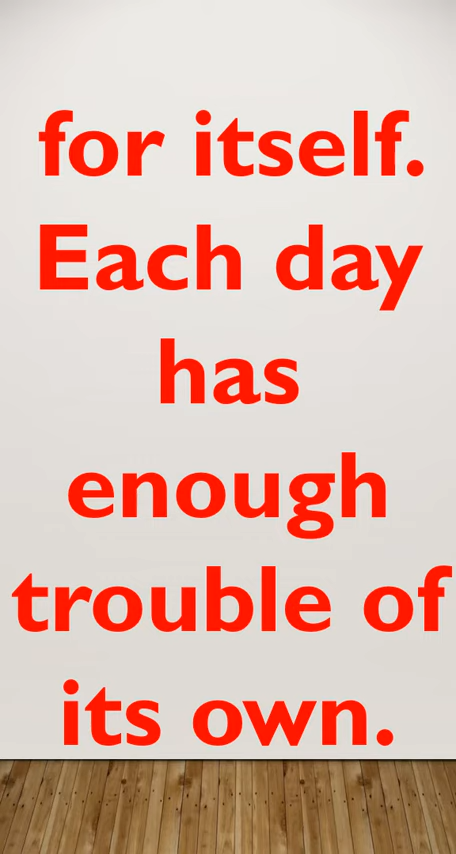 for itself.
Each day
has
enough
trouble of
its own.